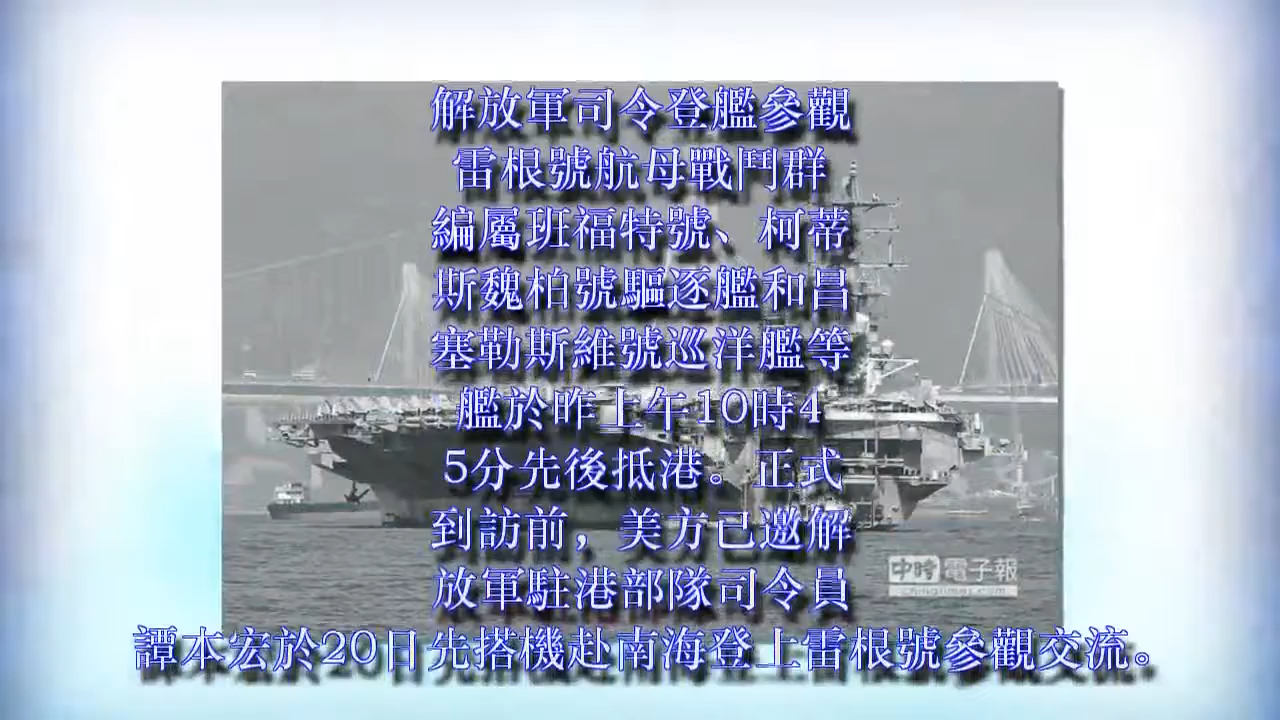 解放軍司令登艦參觀
雷根號航母戰鬥群
編屬班福特號、柯蒂
斯魏柏號驅逐艦和昌
塞勒斯維號巡洋艦等
艦於昨上午10時4
5分先後抵港。正式
到訪前，美方已邀解
放軍駐港部隊司令員
譚本宏於20日先搭機赴南海登上雷根號參觀交流。
中時電子報
chinatimes.com